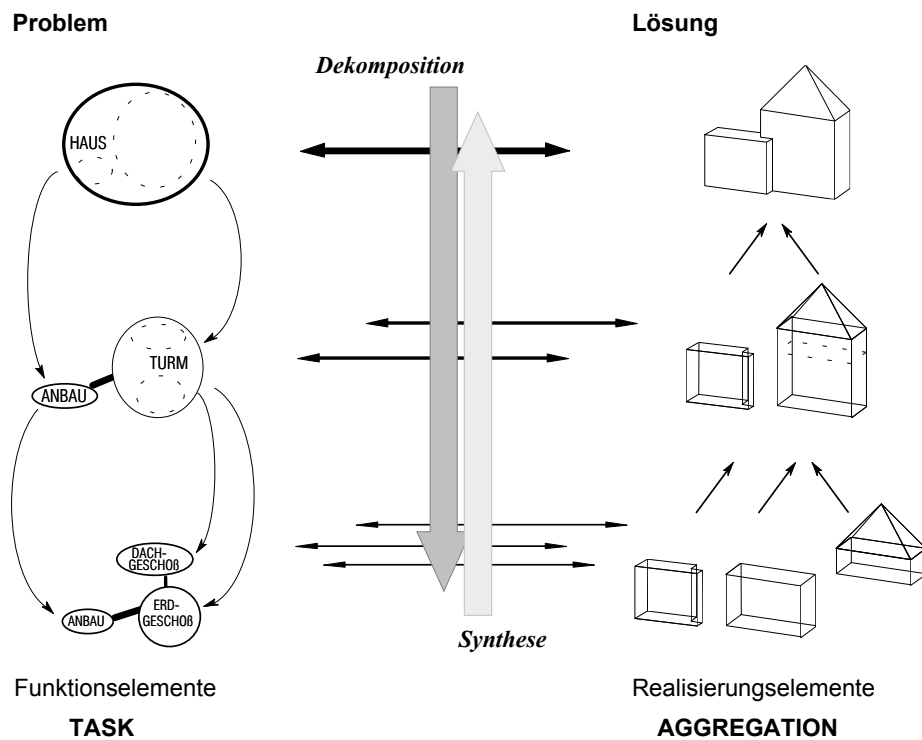 Problem
Lösung
Dekomposition
HAUS
TURM
ANBAU
DACH-
GESCHOß
ERD-
GESCHOß
ANBAU
Synthese
Funktionselemente
Realisierungselemente
TASK
AGGREGATION